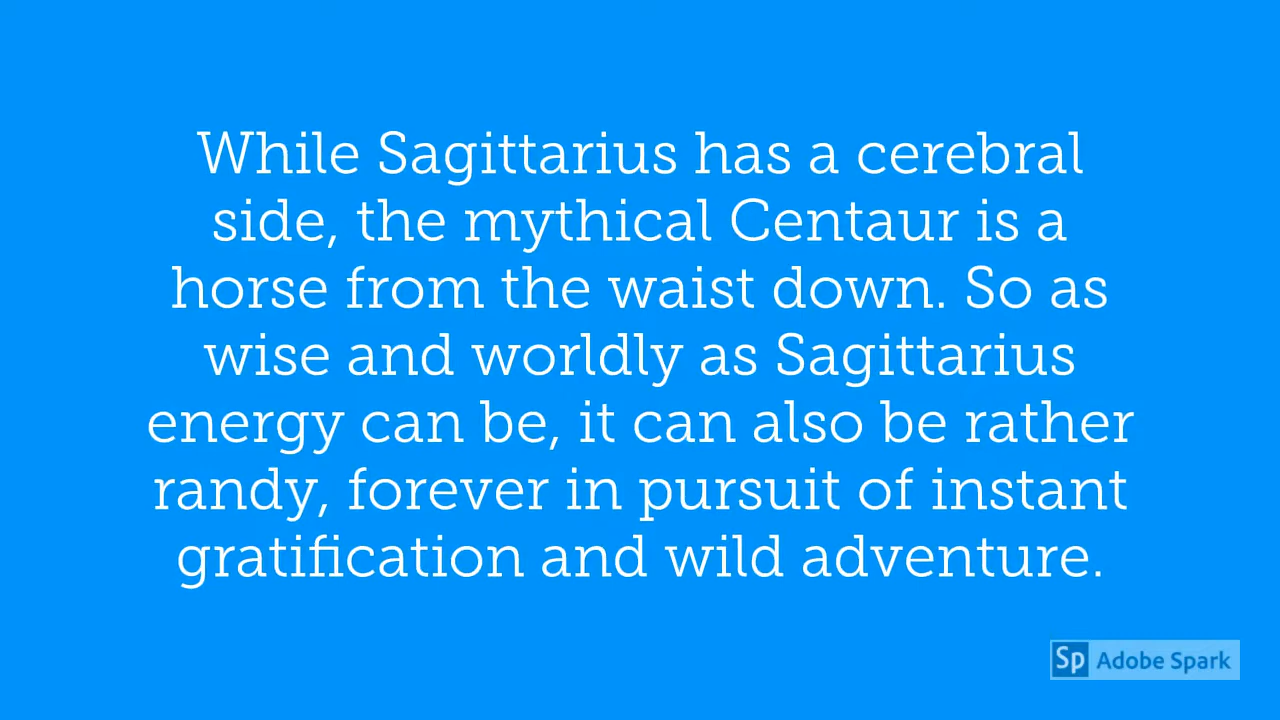 While Sagittarius has a cerebral
side, the mythical Centaur is a
horse from the waist down. So as
wise and worldly as Sagittarius
energy can be, it can also be rather
randy, forever in pursuit of instant
gratification and wild adventure.
Sp Adobe Spark